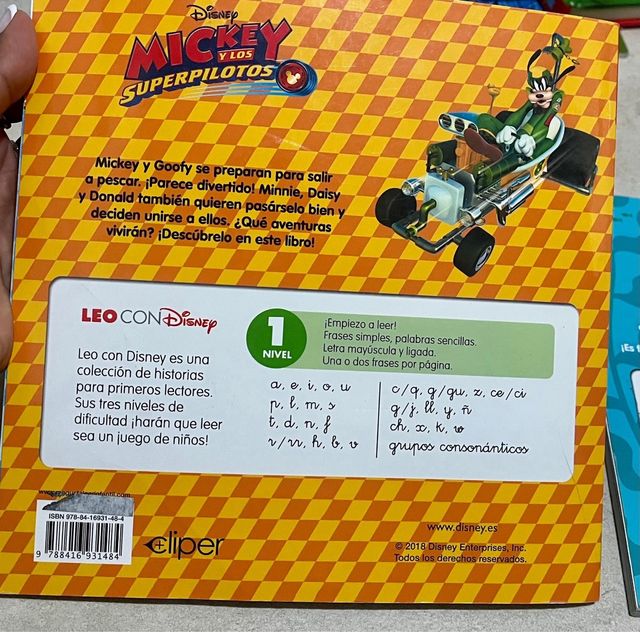 Disney
MICKEY
Y LOS
SUPERPILOTOS
Mickey y Goofy se preparan para salir
a pescar. ¡Parece divertido! Minnie, Daisy
y Donald también quieren pasárselo bien y
deciden unirse a ellos. ¿Qué aventuras
vivirán? ¡Descúbrelo en este libro!
LEO CON Disney
Leo con Disney es una
colección de historias
para primeros lectores.
Sus tres niveles de
dificultad ¡harán que leer
sea un juego de niños!
1
NIVEL
¡Empiezo a leer!
Frases simples, palabras sencillas.
Letra mayúscula y ligada.
Una o dos frases por página.
a, e, i, o, u
p, l, m, s
t, d, n, f
r/rr, h, b, v
c/q, g/gu, z, ce/ci
g/j, ll, y, ñ
ch, x, k, w
grupos consonánticos
ISBN 978-84-16931-48-4
9 788416 931484
cliper
www.disney.es
© 2018 Disney Enterprises, Inc.
Todos los derechos reservados.
¡Es